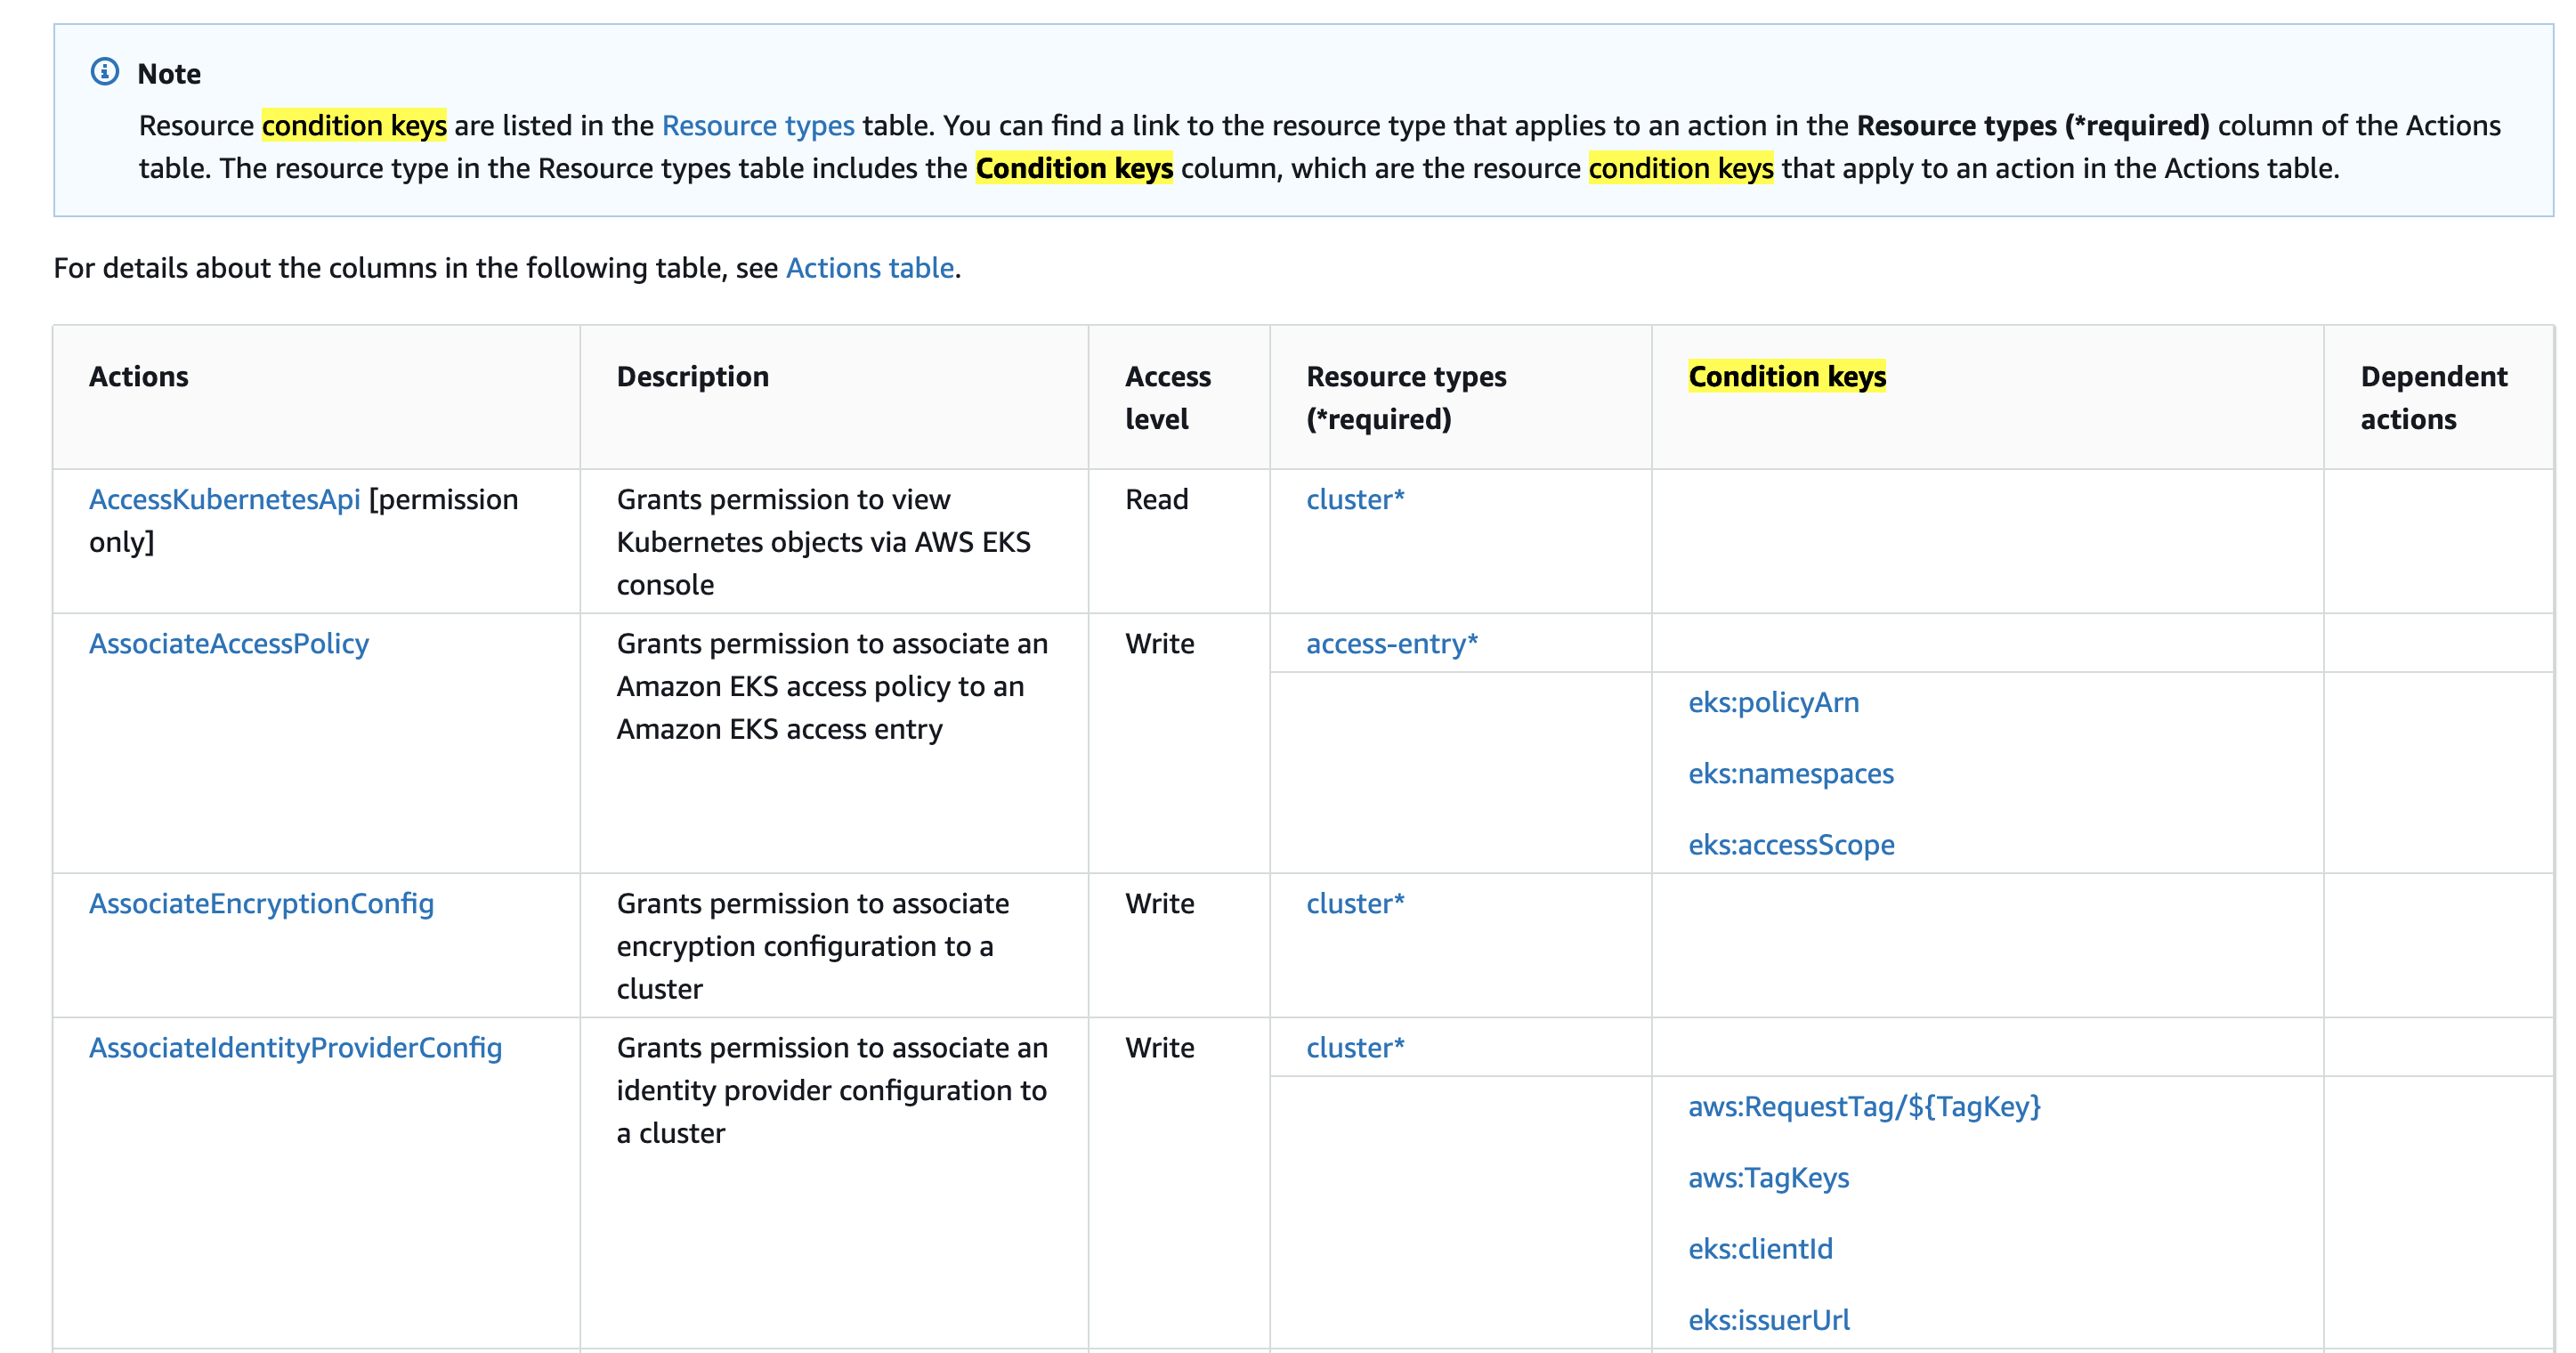 Note
Resource condition keys are listed in the Resource types table. You can find a link to the resource type that applies to an action in the Resource types (*required) column of the Actions
table. The resource type in the Resource types table includes the Condition keys column, which are the resource condition keys that apply to an action in the Actions table.
For details about the columns in the following table, see Actions table.
Actions
Description
Access
level
Resource types
(*required)
Condition keys
Dependent
actions
AccessKubernetesApi [permission
only]
Grants permission to view
Kubernetes objects via AWS EKS
console
Read
cluster*
AssociateAccessPolicy
Grants permission to associate an
Amazon EKS access policy to an
Amazon EKS access entry
Write
access-entry*
eks:policyArn
eks:namespaces
eks:accessScope
AssociateEncryptionConfig
Grants permission to associate
encryption configuration to a
cluster
Write
cluster*
AssociateIdentityProviderConfig
Grants permission to associate an
identity provider configuration to
a cluster
Write
cluster*
aws:RequestTag/${TagKey}
aws:TagKeys
eks:clientId
eks:issuerUrl